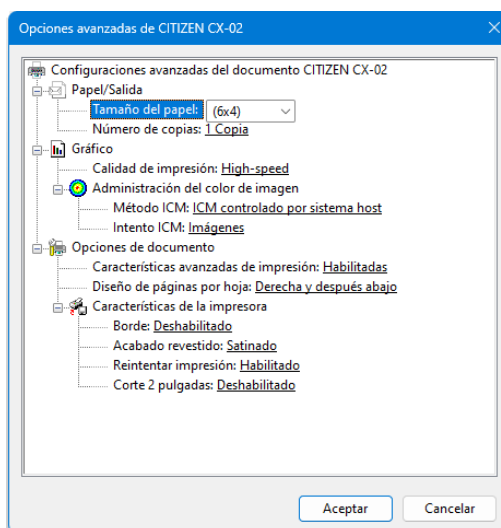 Opciones avanzadas de CITIZEN CX-02
Configuraciones avanzadas del documento CITIZEN CX-02
Papel/Salida
Tamaño del papel: (6x4)
Número de copias: 1 Copia
Gráfico
Calidad de impresión: High-speed
Administración del color de imagen
Método ICM: ICM controlado por sistema host
Intento ICM: Imágenes
Opciones de documento
Características avanzadas de impresión: Habilitadas
Diseño de páginas por hoja: Derecha y después abajo
Características de la impresora
Borde: Deshabilitado
Acabado revestido: Satinado
Reintentar impresión: Habilitado
Corte 2 pulgadas: Deshabilitado
Aceptar Cancelar